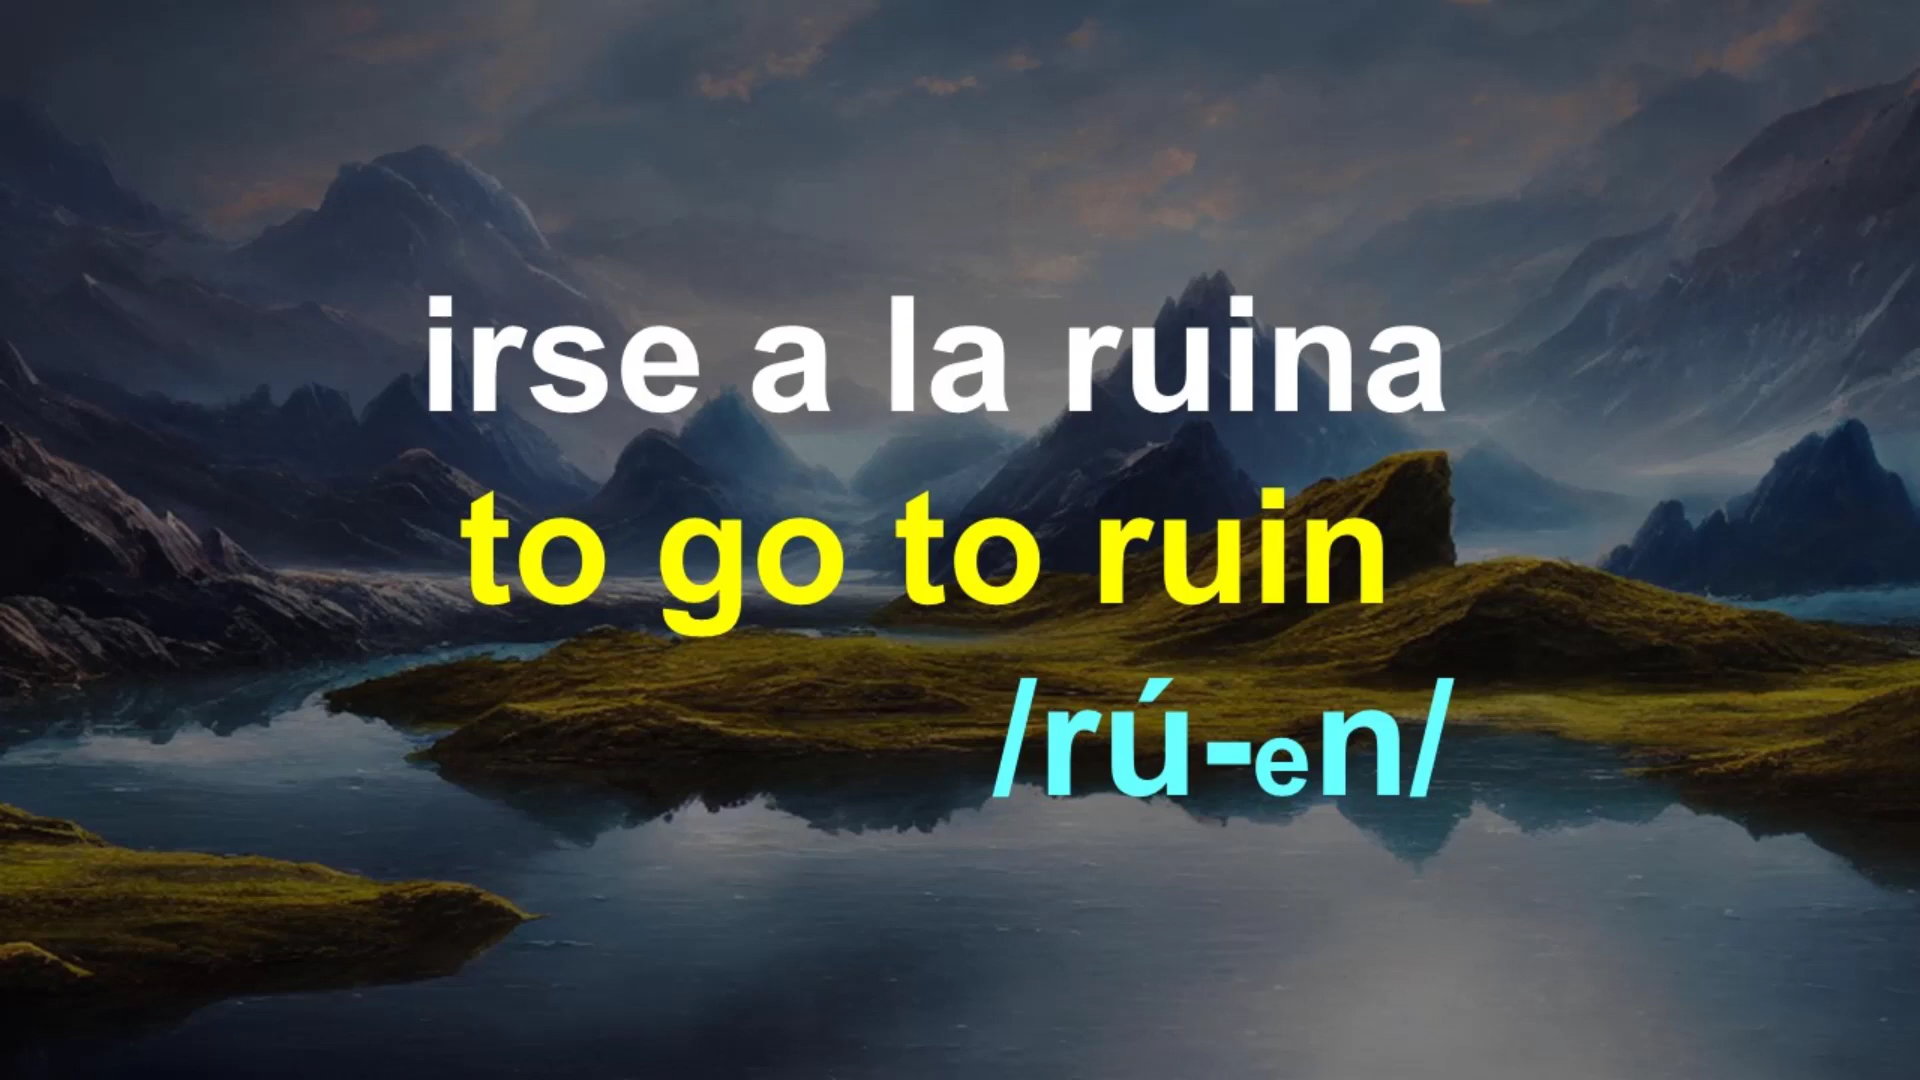 irse a la ruina
to go to ruin
/rú-en/